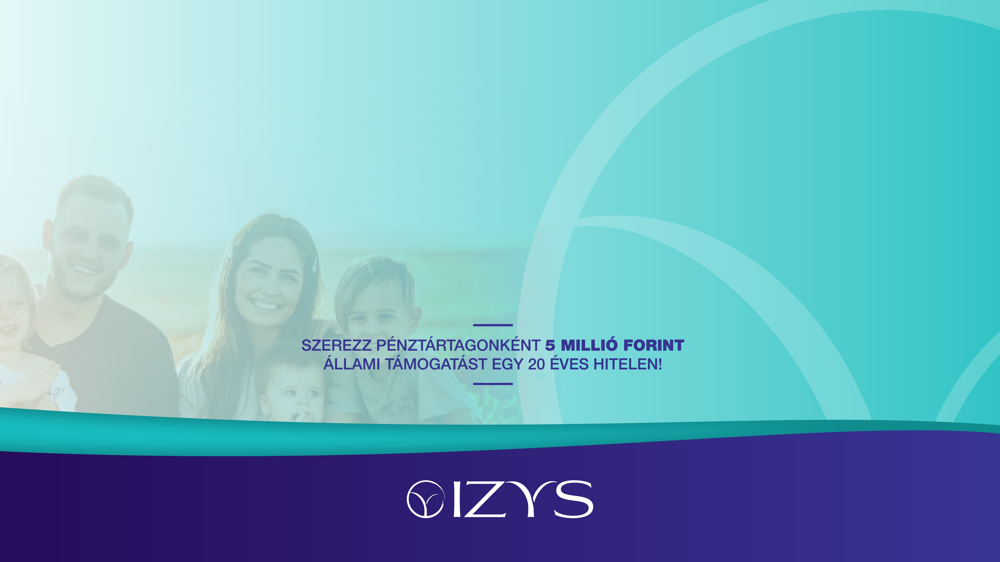 SZEREZZ PÉNZTÁRTAGONKÉNT 5 MILLIÓ FORINT
ÁLLAMI TÁMOGATÁST EGY 20 ÉVES HITELEN!
IZYS